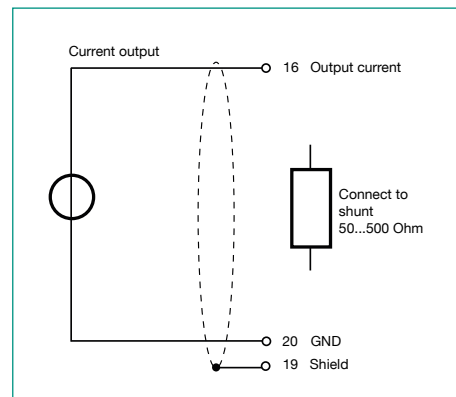 Current output
16 Output current
Connect to
shunt
50...500 Ohm
20 GND
19 Shield